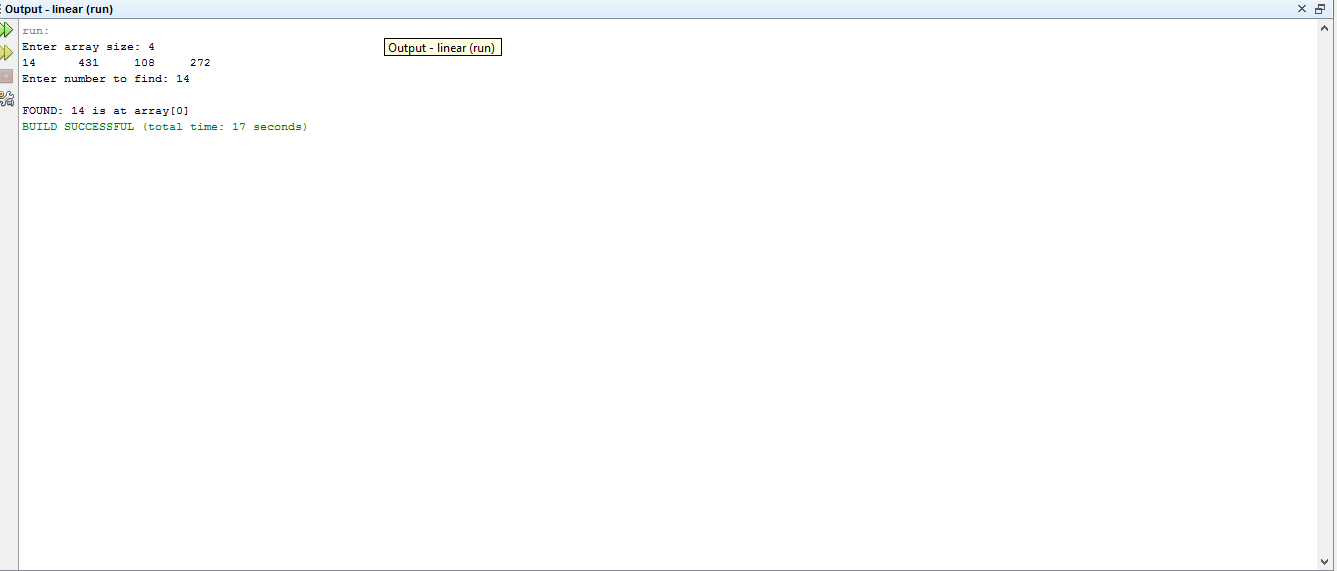 Output - linear (run)
run:
Enter array size: 4
Output - linear (run)
14 431 108 272
Enter number to find: 14
FOUND: 14 is at array[0]
BUILD SUCCESSFUL (total time: 17 seconds)